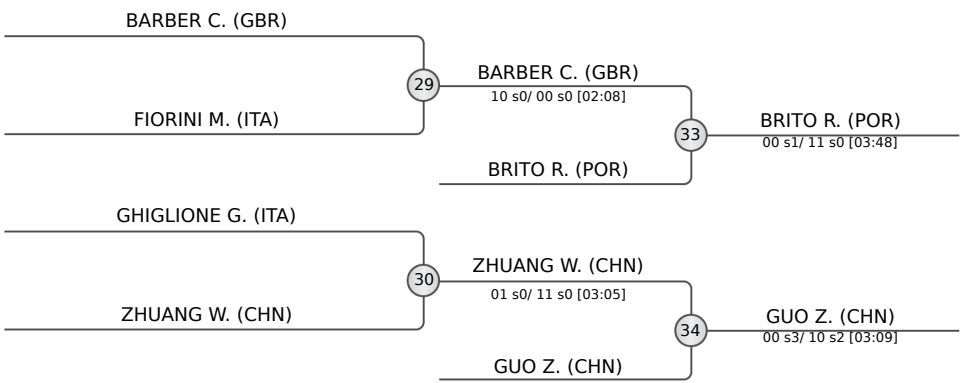 BARBER C. (GBR)
FIORINI M. (ITA)
29
BARBER C. (GBR)
10 s0/ 00 s0 [02:08]
BRITO R. (POR)
33
BRITO R. (POR)
00 s1/ 11 s0 [03:48]
GHIGLIONE G. (ITA)
ZHUANG W. (CHN)
30
ZHUANG W. (CHN)
01 s0/ 11 s0 [03:05]
GUO Z. (CHN)
34
GUO Z. (CHN)
00 s3/ 10 s2 [03:09]